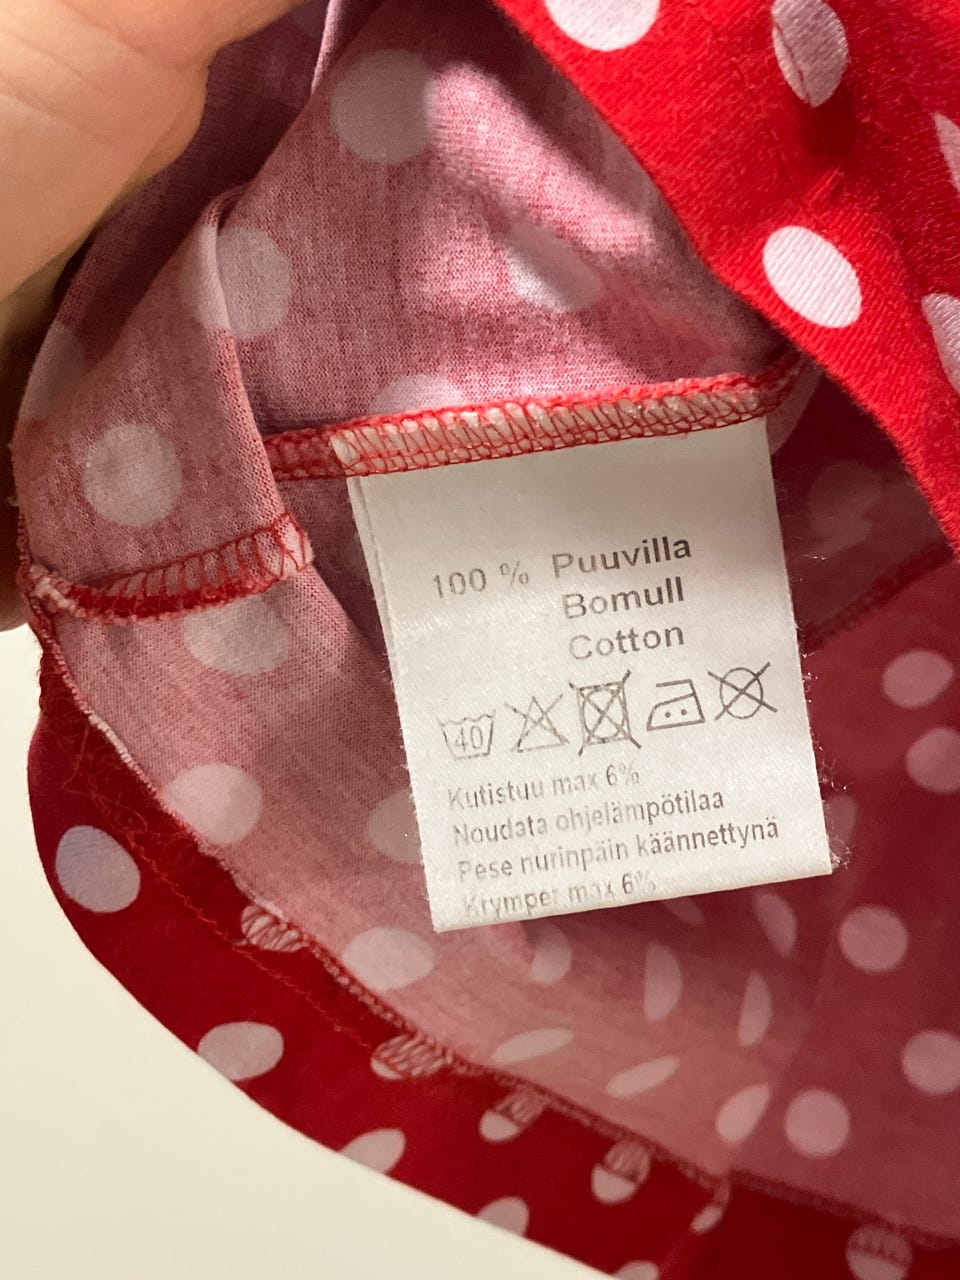 100 % Puuvilla
Bomull
Cotton
40
Kutistuu max 6%
Noudata ohjelämpötilaa
Pese nurinpäin käännettynä
Krymper max 6%